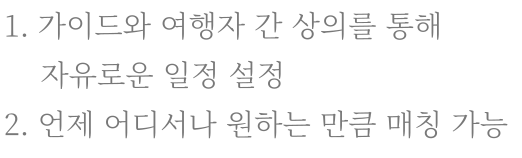 1. 가이드와 여행자 간 상의를 통해
자유로운 일정 설정
2. 언제 어디서나 원하는 만큼 매칭 가능